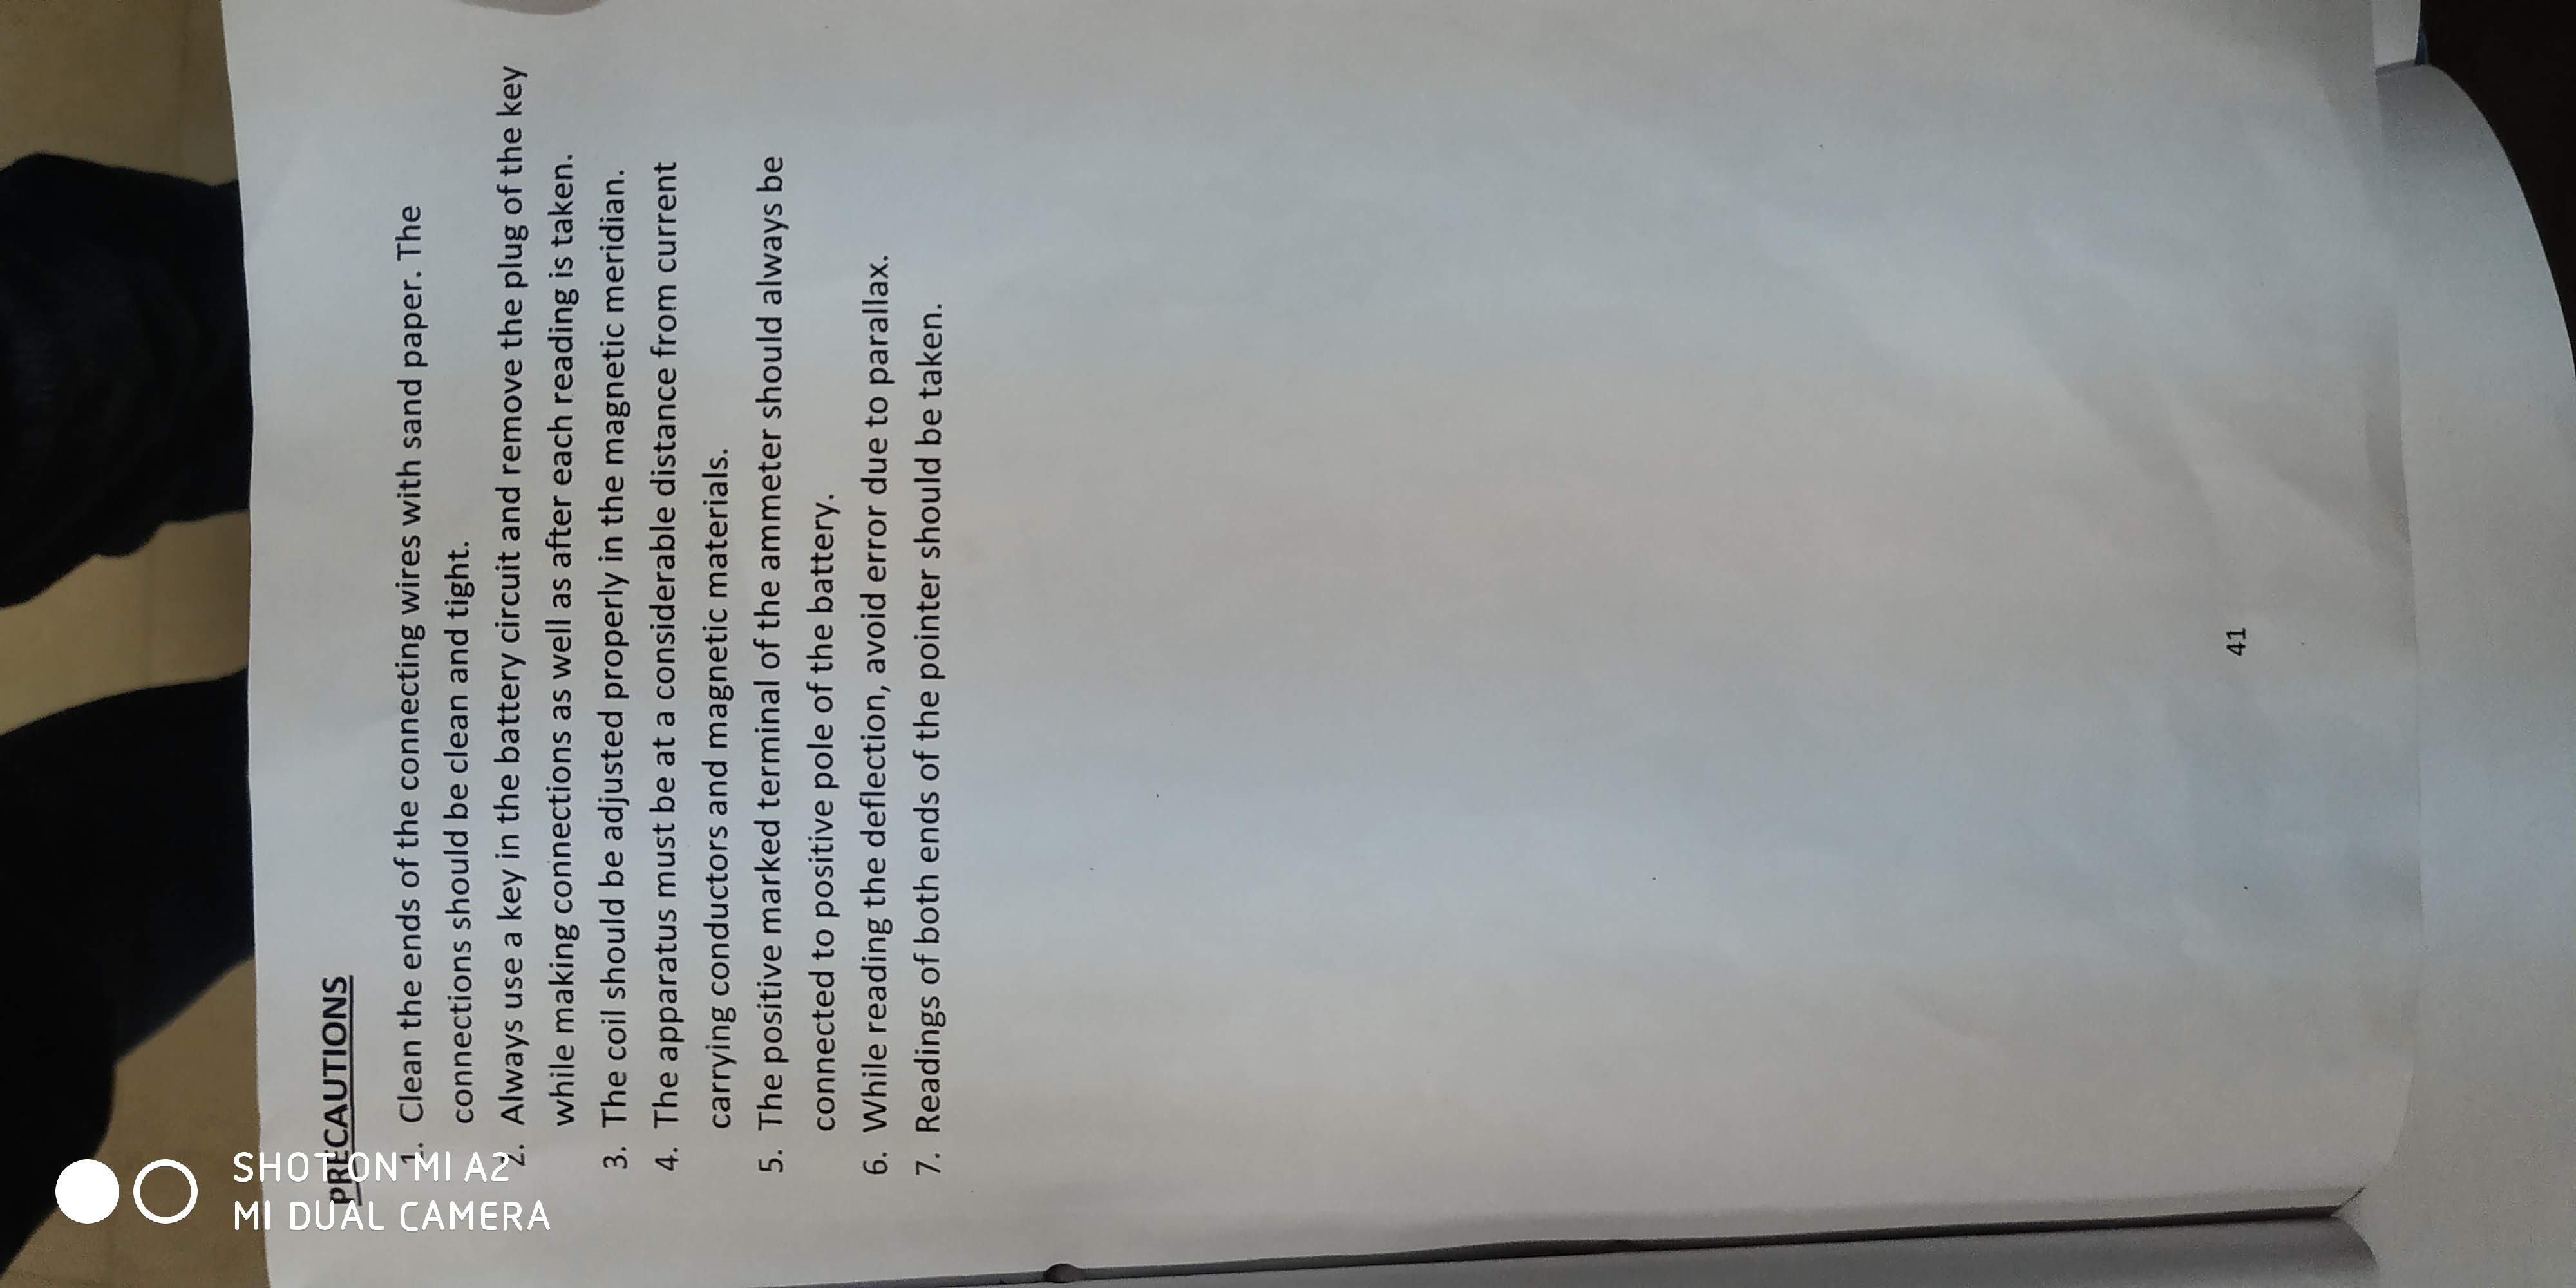 PRECAUTIONS
1. Clean the ends of the connecting wires with sand paper. The
connections should be clean and tight.
2. Always use a key in the battery circuit and remove the plug of the key
while making connections as well as after each reading is taken.
3. The coil should be adjusted properly in the magnetic meridian.
4. The apparatus must be at a considerable distance from current
carrying conductors and magnetic materials.
5. The positive marked terminal of the ammeter should always be
connected to positive pole of the battery.
6. While reading the deflection, avoid error due to parallax.
7. Readings of both ends of the pointer should be taken.
41
SHOT ON MI A2
MI DUAL CAMERA